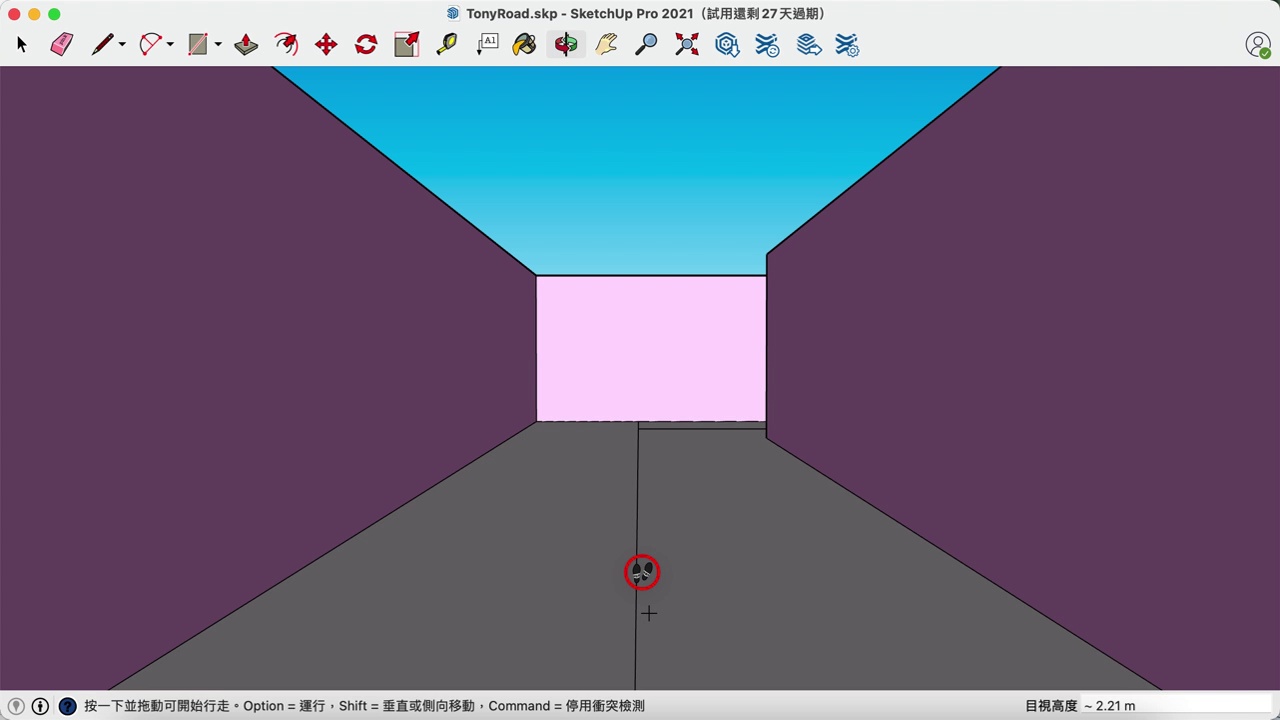 TonyRoad.skp - SketchUp Pro 2021（試用還剩 27 天過期）
A1
按一下並拖動可開始行走。Option = 運行，Shift = 垂直或側向移動，Command = 停用衝突檢測
目視高度 ~ 2.21 m